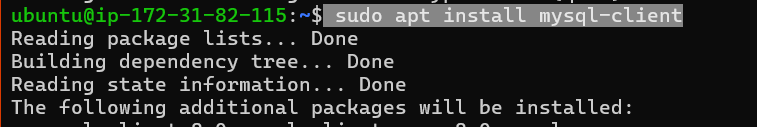 ubuntu@ip-172-31-82-115:~$ sudo apt install mysql-client
Reading package lists... Done
Building dependency tree... Done
Reading state information... Done
The following additional packages will be installed: